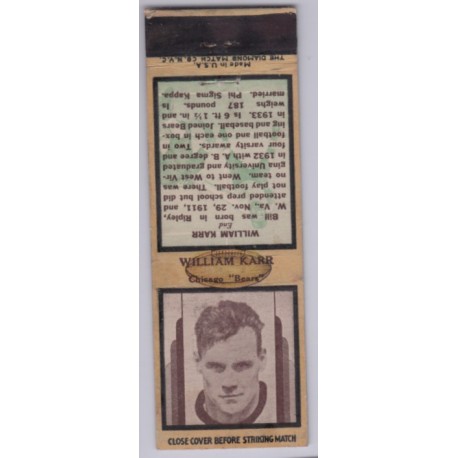 WILLIAM KARR
End
Bill was born in Ripley,
W. Va., Nov. 29, 1911, and
attended prep school but did
not play football. There was
no team. Went to West Vir-
ginia University and graduated
in 1932 with A. B. degree and
four varsity awards. Two in
football and one each in box-
ing and baseball. Joined Bears
in 1933. Is 6 ft. 1½ in. and
weighs 187 pounds. Is
married. Phi Sigma Kappa.
Made in U.S.A.
THE DIAMOND MATCH CO. N.Y.C.
WILLIAM KARR
Chicago "Bears"
CLOSE COVER BEFORE STRIKING MATCH